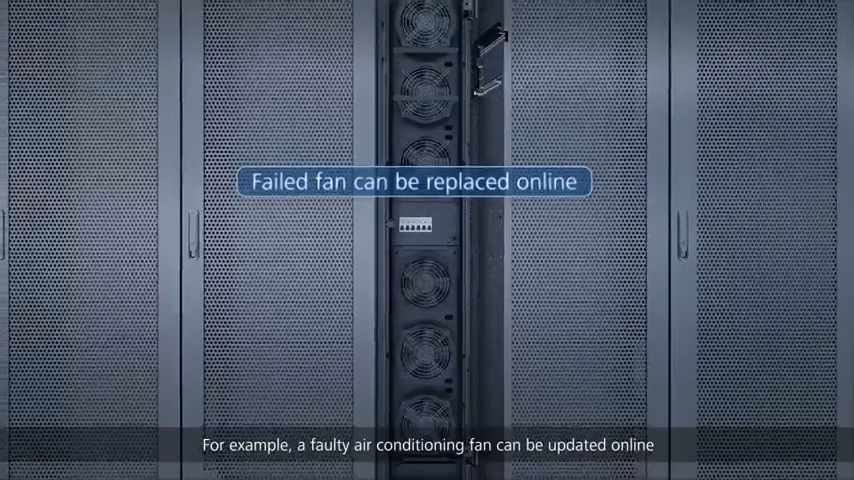 Failed fan can be replaced online
For example, a faulty air conditioning fan can be updated online